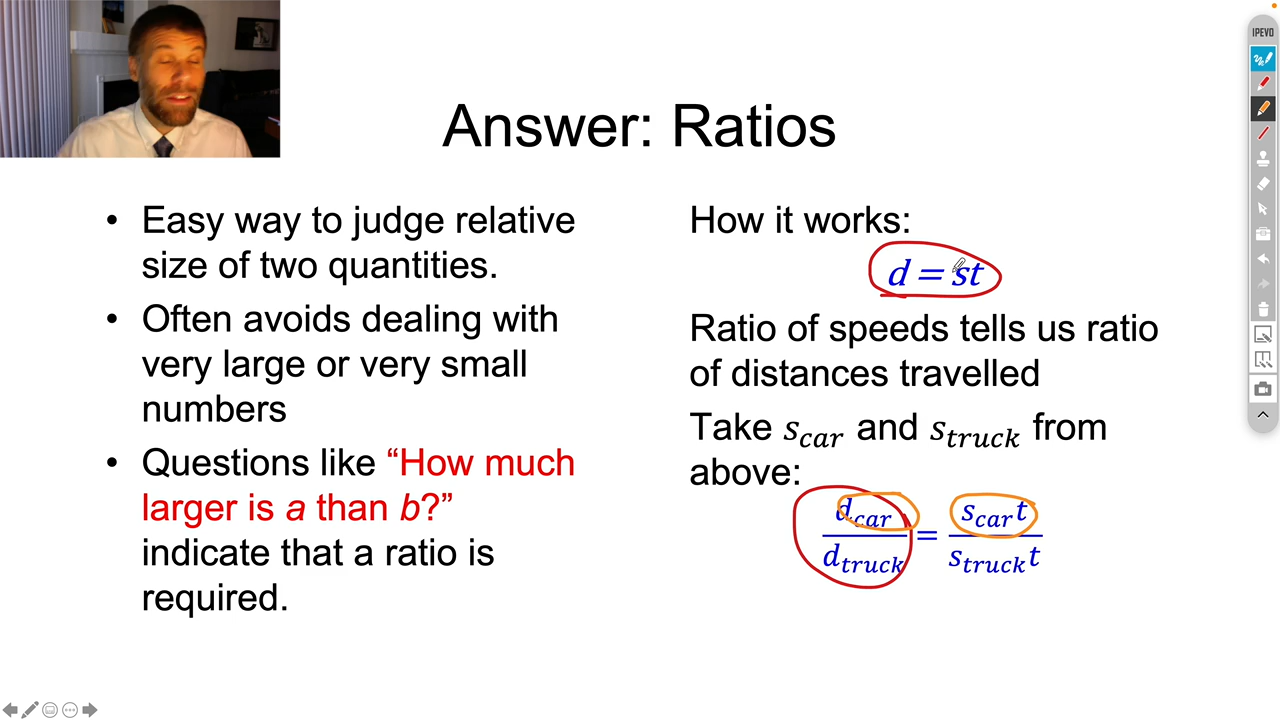 IPEVO
Answer: Ratios
• Easy way to judge relative
size of two quantities.
• Often avoids dealing with
very large or very small
numbers
• Questions like “How much
larger is a than b?”
indicate that a ratio is
required.
How it works:
d = st
Ratio of speeds tells us ratio
of distances travelled
Take s_car and s_truck from
above:
d_car / d_truck = s_car t / s_truck t